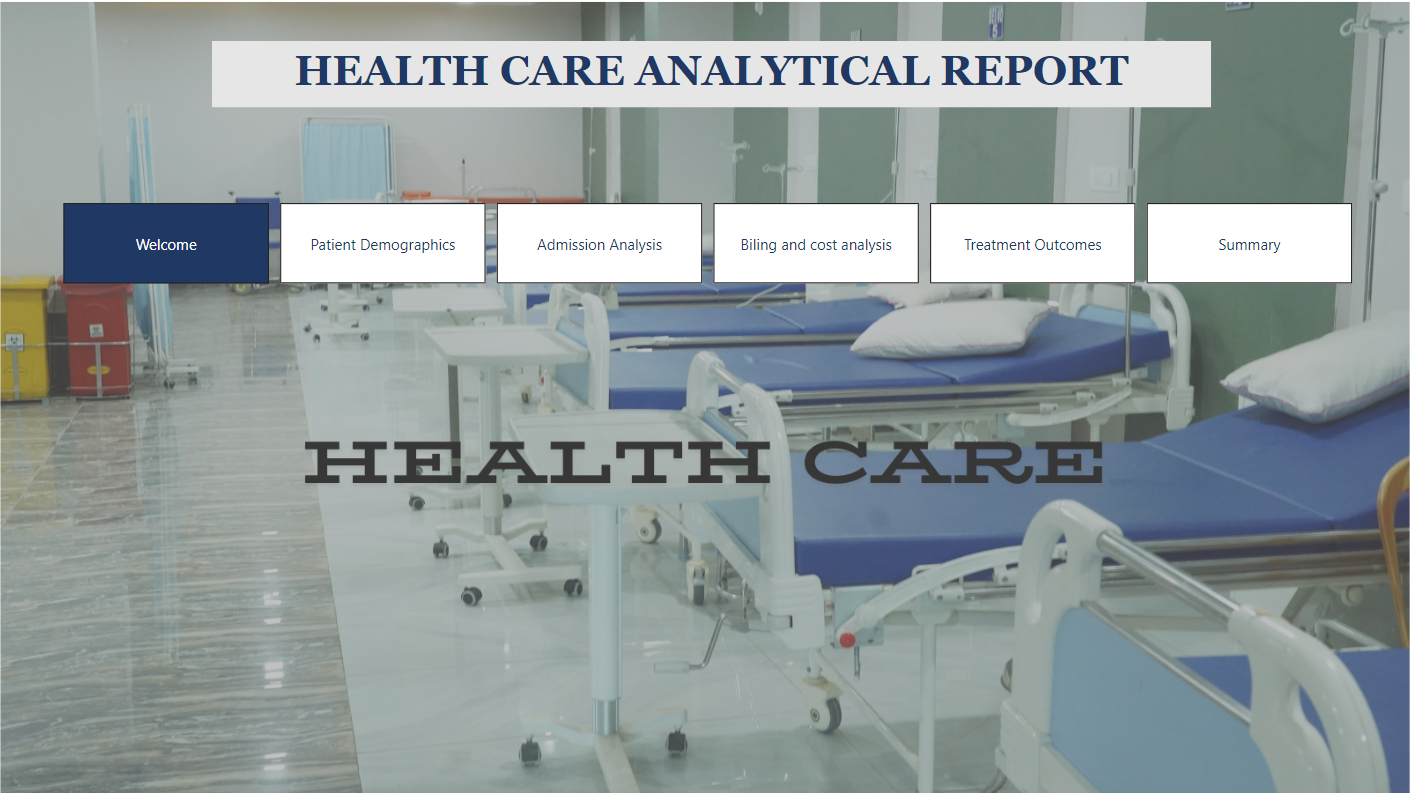 HEALTH CARE ANALYTICAL REPORT
Welcome
Patient Demographics
Admission Analysis
Biling and cost analysis
Treatment Outcomes
Summary
HEALTH CARE